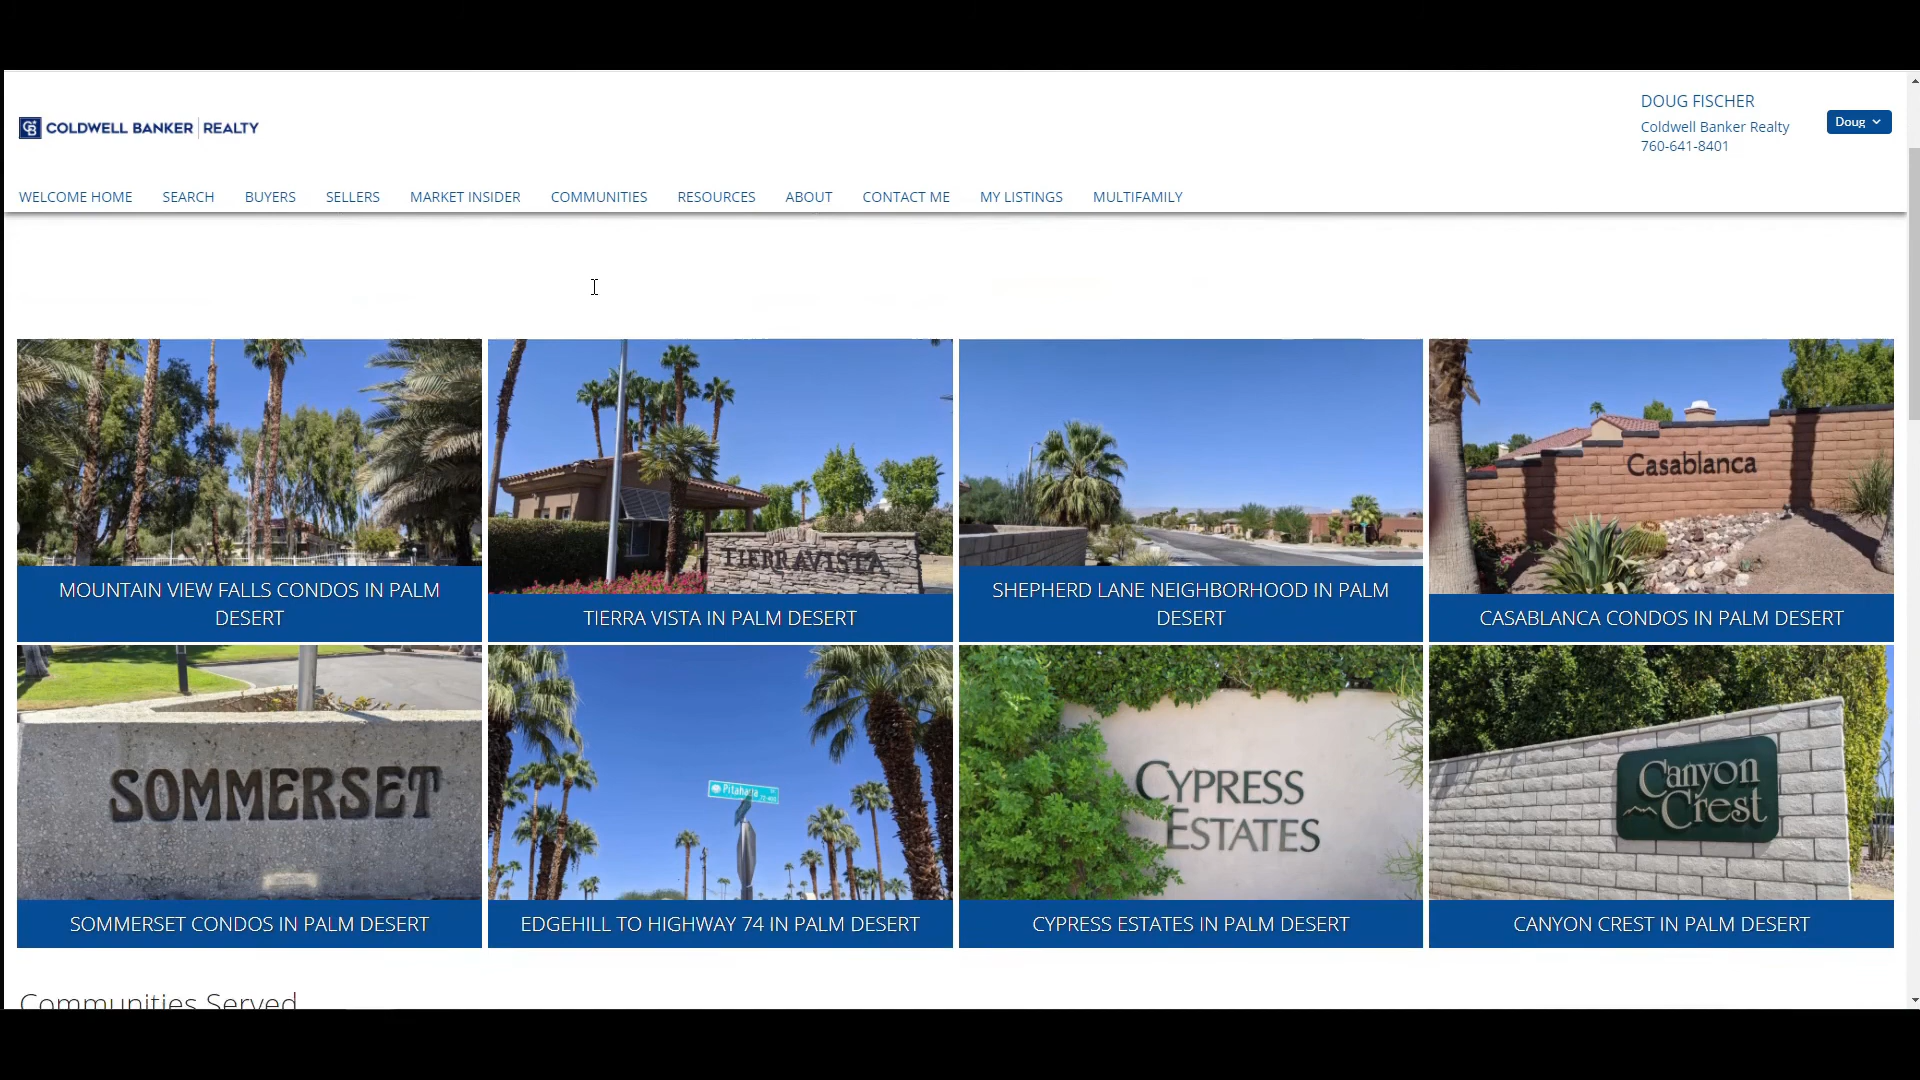 COLDWELL BANKER REALTY
DOUG FISCHER
Coldwell Banker Realty
760-641-8401
Doug
WELCOME HOME SEARCH BUYERS SELLERS MARKET INSIDER COMMUNITIES RESOURCES ABOUT CONTACT ME MY LISTINGS MULTIFAMILY
MOUNTAIN VIEW FALLS CONDOS IN PALM
DESERT
TIERRA VISTA
TIERRA VISTA IN PALM DESERT
SHEPHERD LANE NEIGHBORHOOD IN PALM
DESERT
Casablanca
CASABLANCA CONDOS IN PALM DESERT
SOMMERSET
SOMMERSET CONDOS IN PALM DESERT
Pitahaya
EDGEHILL TO HIGHWAY 74 IN PALM DESERT
CYPRESS
ESTATES
CYPRESS ESTATES IN PALM DESERT
Canyon
Crest
CANYON CREST IN PALM DESERT
Communities Served